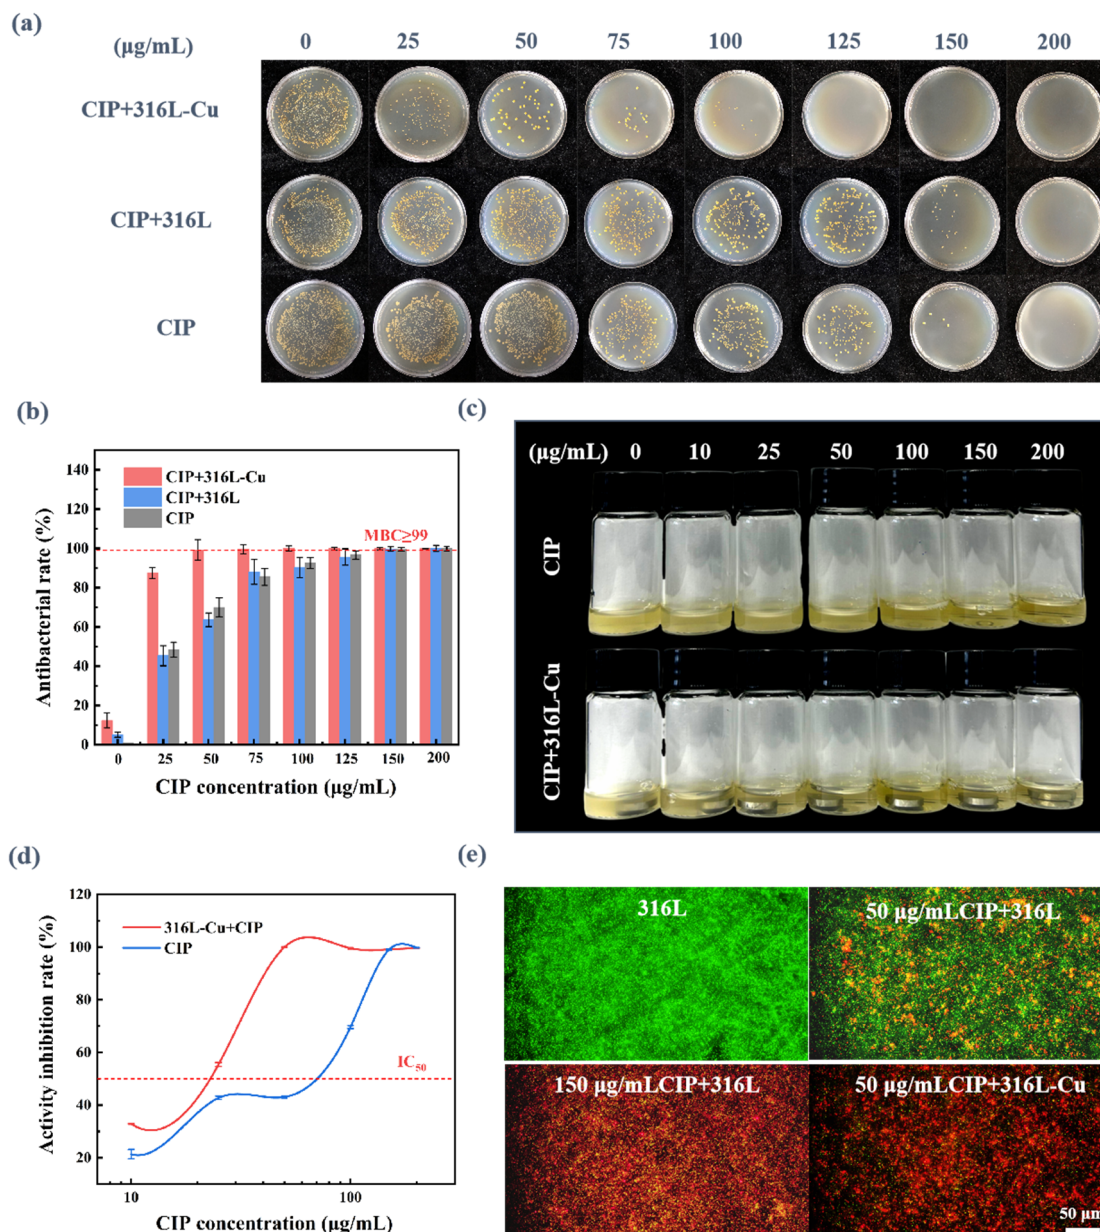 (a)
(μg/mL) 0 25 50 75 100 125 150 200
CIP+316L-Cu
CIP+316L
CIP
(b)
CIP+316L-Cu
CIP+316L
CIP
MBC≥99
Antibacterial rate (%)
140
120
100
80
60
40
20
0
0 25 50 75 100 125 150 200
CIP concentration (μg/mL)
(c)
(μg/mL) 0 10 25 50 100 150 200
CIP
CIP+316L-Cu
(d)
316L-Cu+CIP
CIP
IC50
Activity inhibition rate (%)
120
100
80
60
40
20
10 100
CIP concentration (μg/mL)
(e)
316L
50 μg/mLCIP+316L
150 μg/mLCIP+316L
50 μg/mLCIP+316L-Cu
50 μm